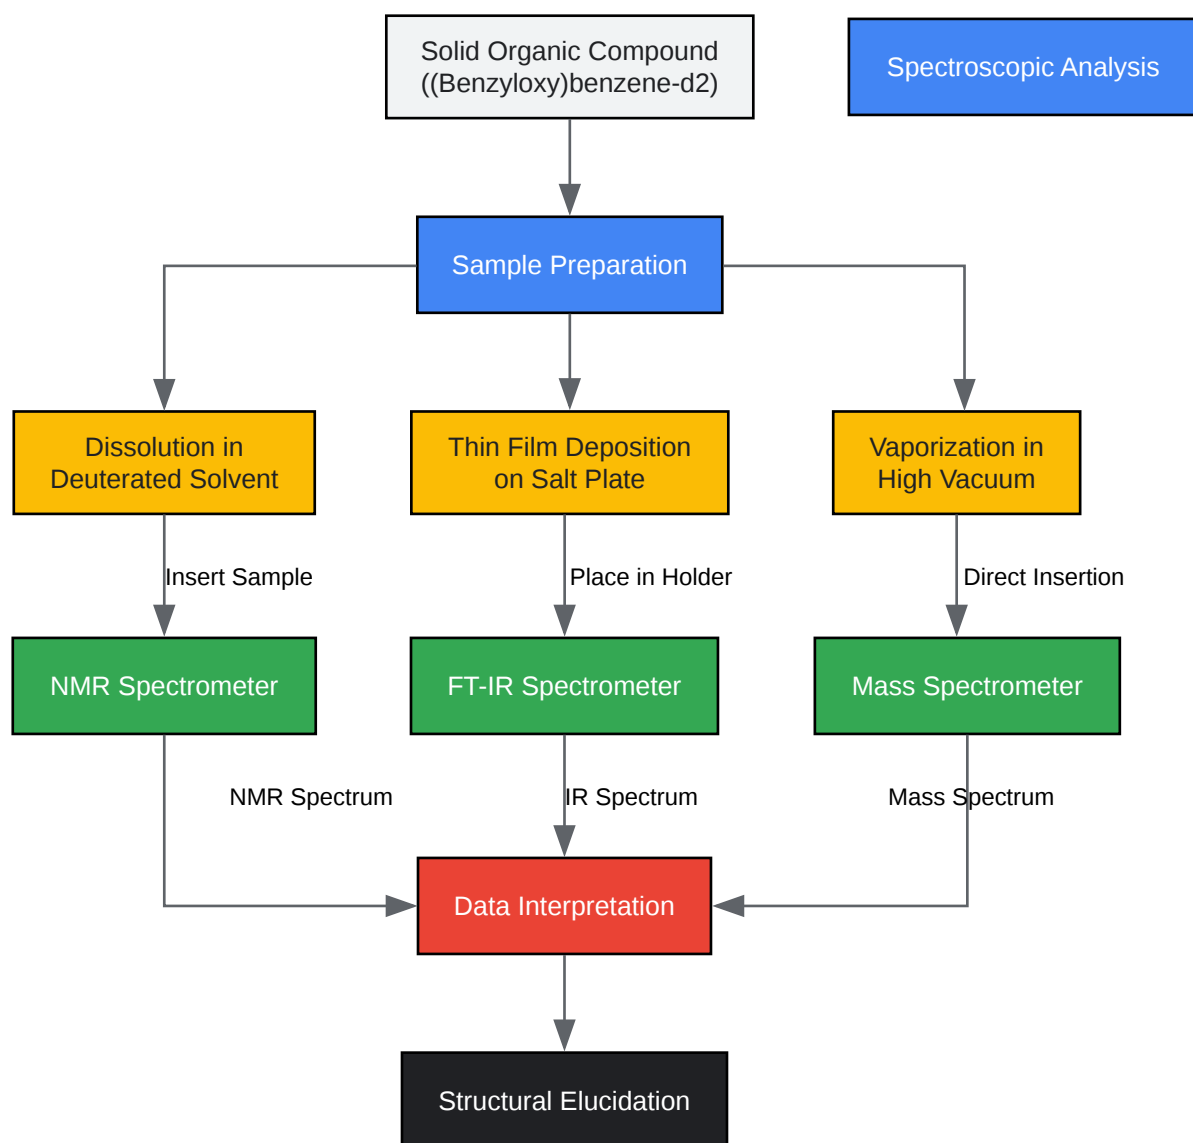 Solid Organic Compound
((Benzyloxy)benzene-d2)
Spectroscopic Analysis
Sample Preparation
Dissolution in
Deuterated Solvent
Thin Film Deposition
on Salt Plate
Vaporization in
High Vacuum
Insert Sample
Place in Holder
Direct Insertion
NMR Spectrometer
FT-IR Spectrometer
Mass Spectrometer
NMR Spectrum
IR Spectrum
Mass Spectrum
Data Interpretation
Structural Elucidation